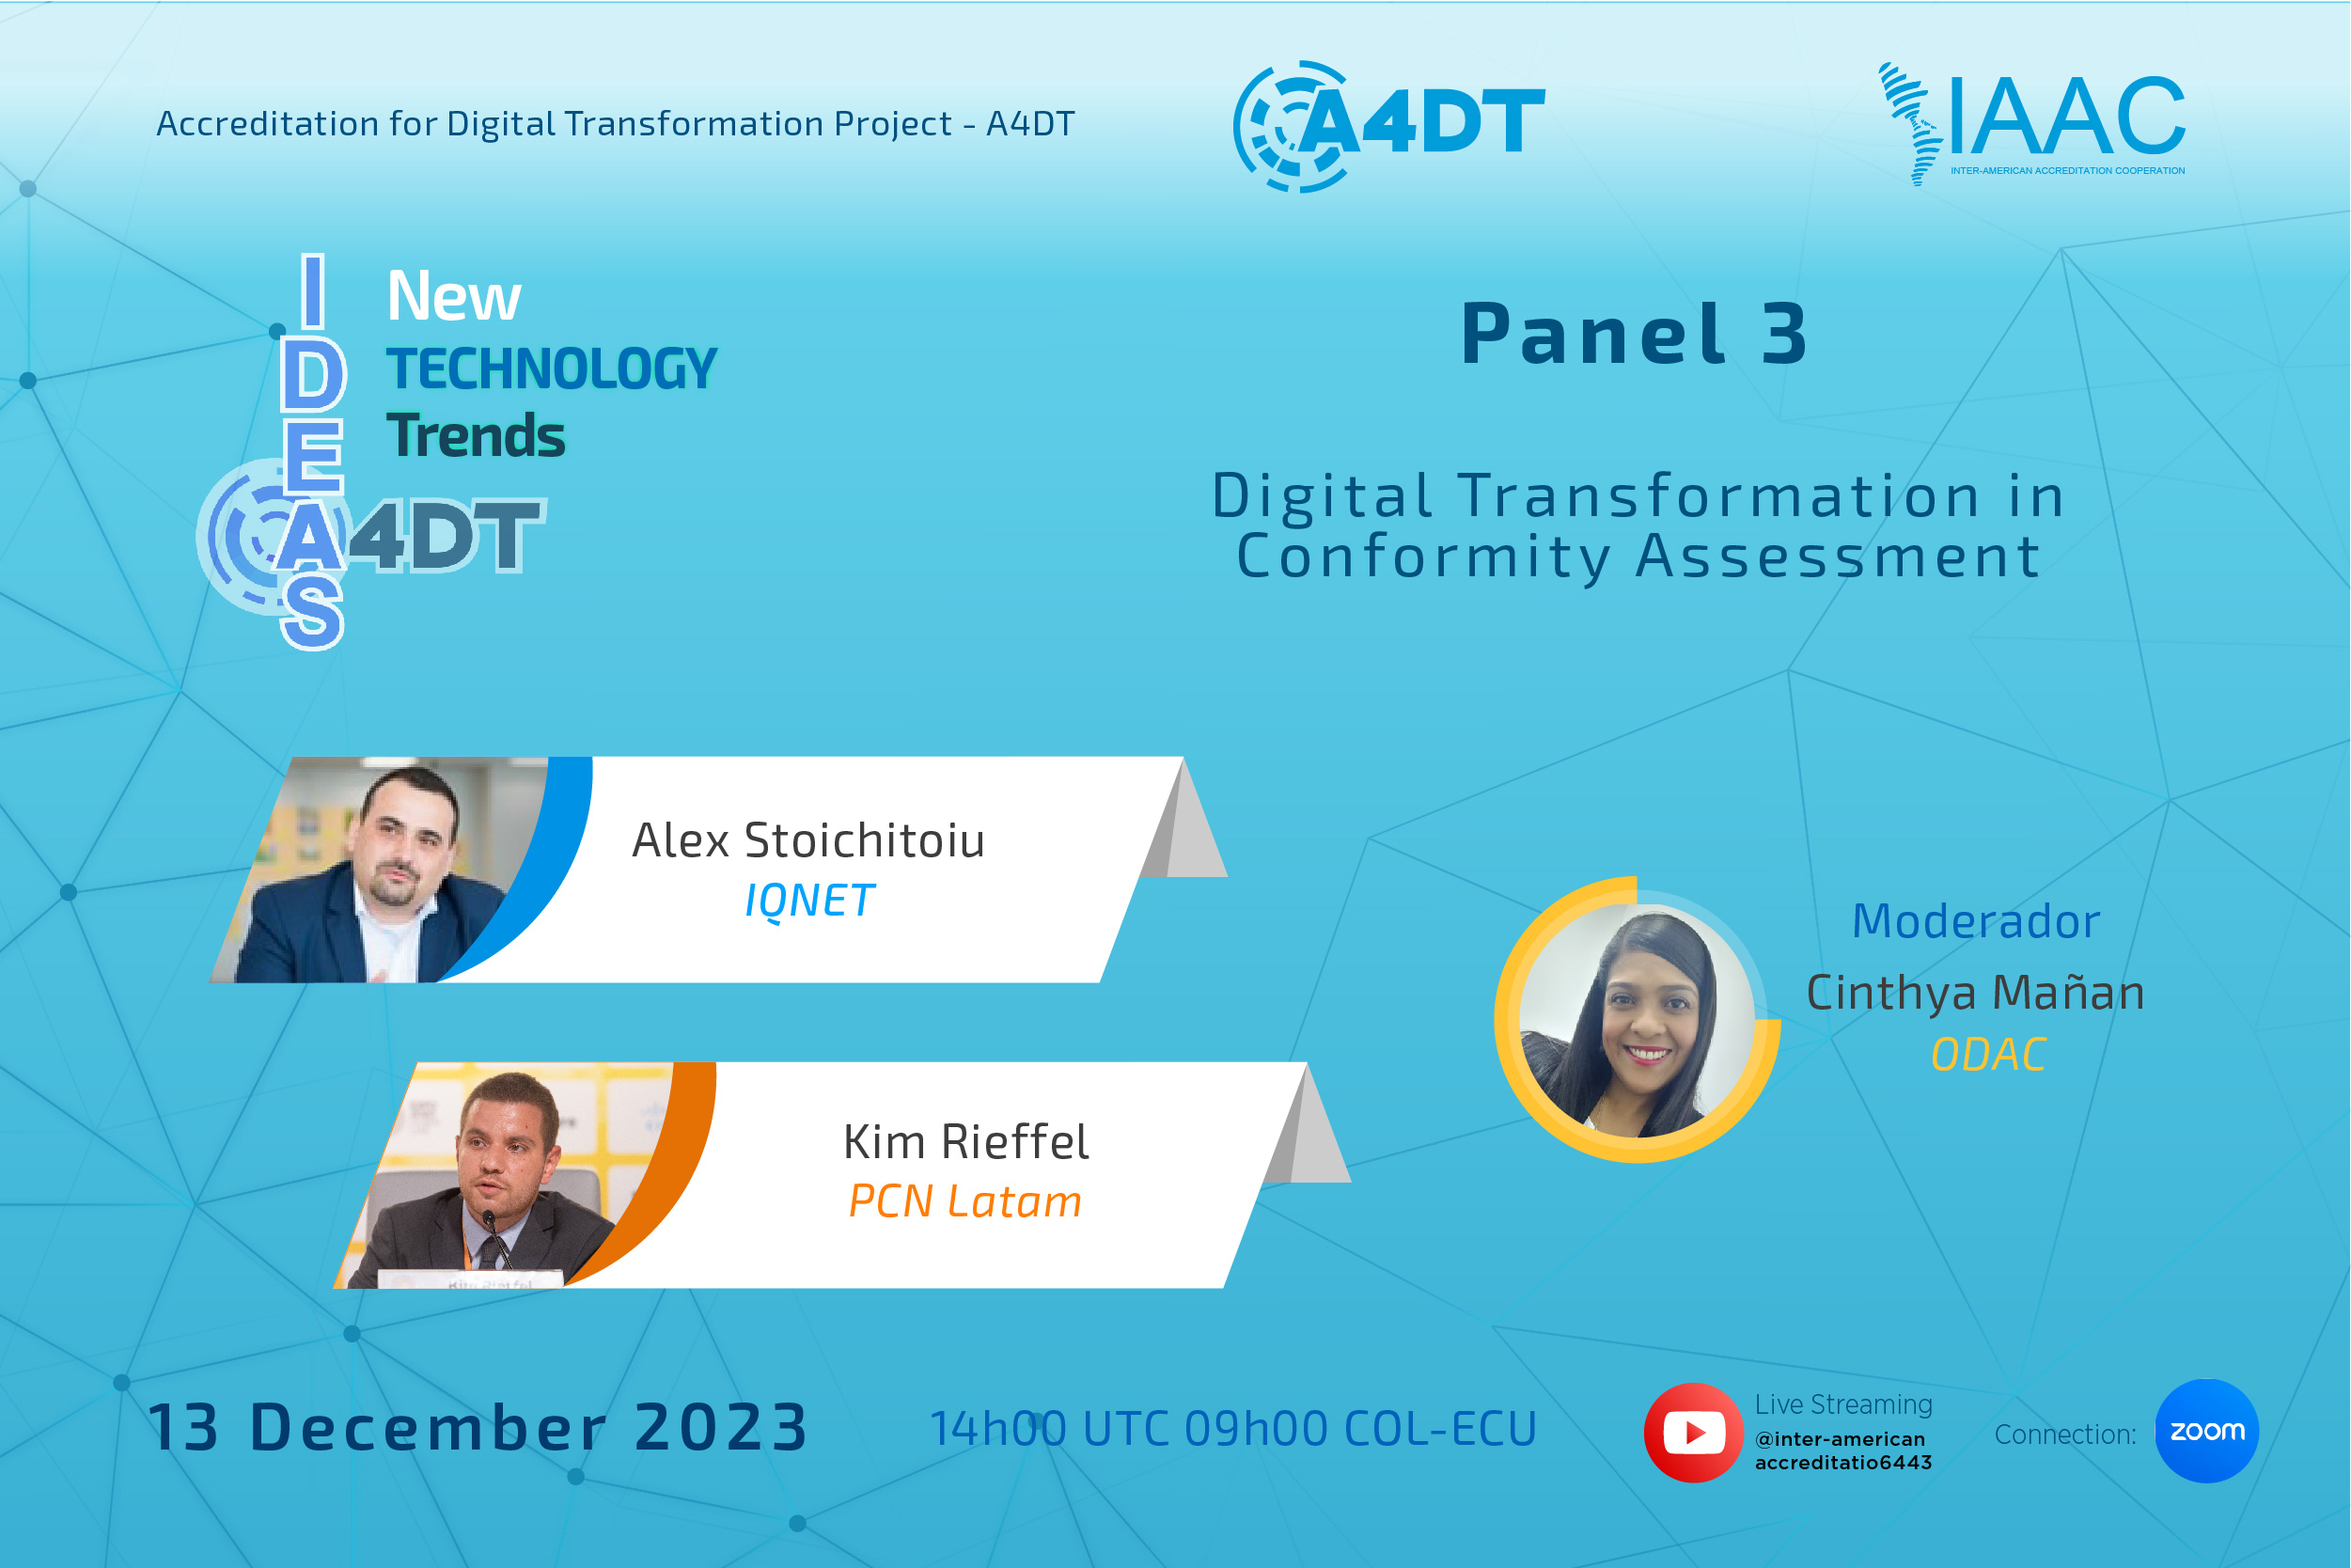 Accreditation for Digital Transformation Project - A4DT
A4DT
IAAC
INTER-AMERICAN ACCREDITATION COOPERATION
IDEAS
New
TECHNOLOGY
Trends
A4DT
Panel 3
Digital Transformation in
Conformity Assessment
Alex Stoichitoiu
IQNET
Kim Rieffel
PCN Latam
Kim Rieffel
Moderador
Cinthya Mañan
ODAC
13 December 2023
14h00 UTC 09h00 COL-ECU
Live Streaming
@inter-american
accreditatio6443
Connection:
zoom